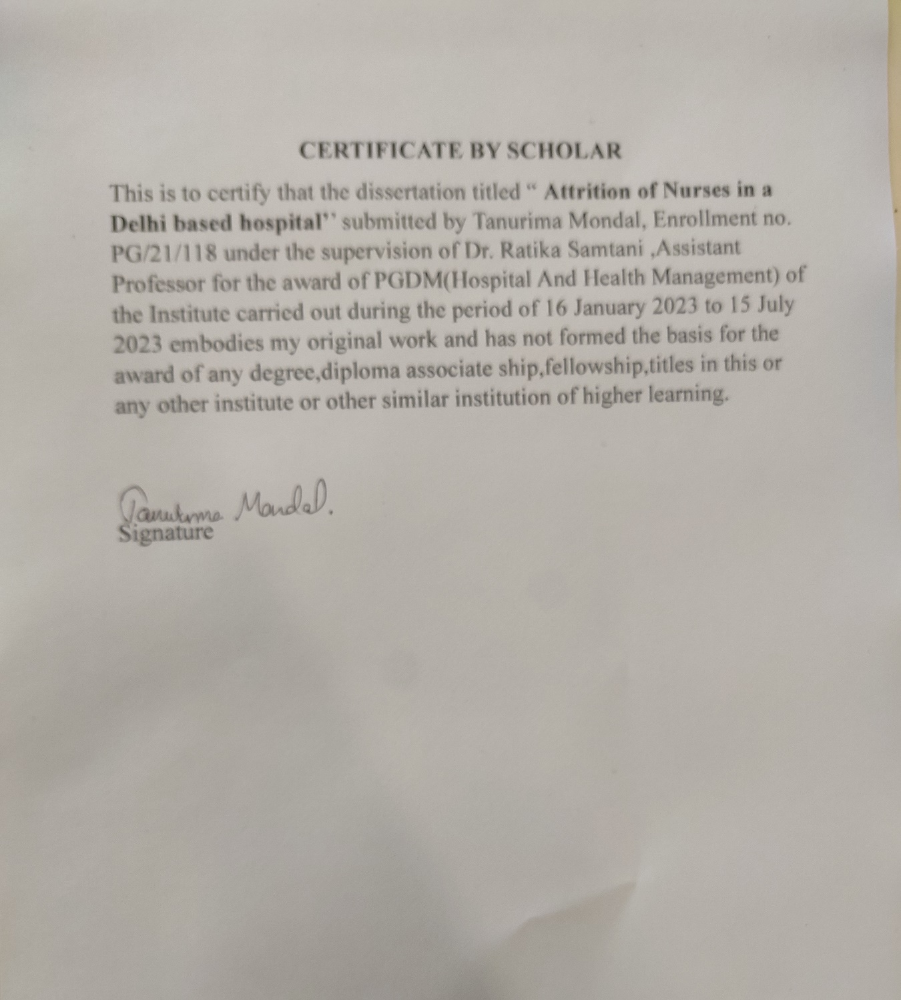 CERTIFICATE BY SCHOLAR
This is to certify that the dissertation titled “ Attrition of Nurses in a
Delhi based hospital’’ submitted by Tanurima Mondal, Enrollment no.
PG/21/118 under the supervision of Dr. Ratika Samtani ,Assistant
Professor for the award of PGDM(Hospital And Health Management) of
the Institute carried out during the period of 16 January 2023 to 15 July
2023 embodies my original work and has not formed the basis for the
award of any degree,diploma associate ship,fellowship,titles in this or
any other institute or other similar institution of higher learning.
Tanurima Mondal.
Signature